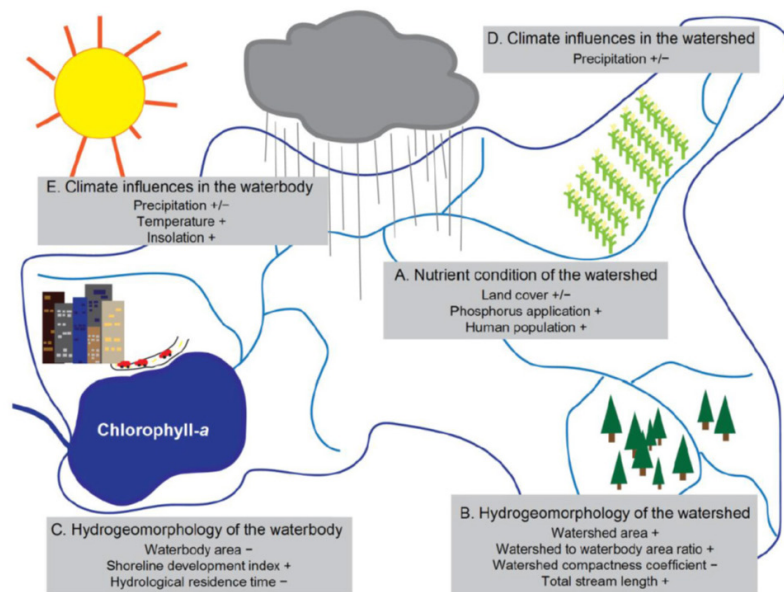 D. Climate influences in the watershed
Precipitation +/−
E. Climate influences in the waterbody
Precipitation +/−
Temperature +
Insolation +
A. Nutrient condition of the watershed
Land cover +/−
Phosphorus application +
Human population +
Chlorophyll-a
B. Hydrogeomorphology of the watershed
Watershed area +
Watershed to waterbody area ratio +
Watershed compactness coefficient -
Total stream length +
C. Hydrogeomorphology of the waterbody
Waterbody area −
Shoreline development index +
Hydrological residence time −